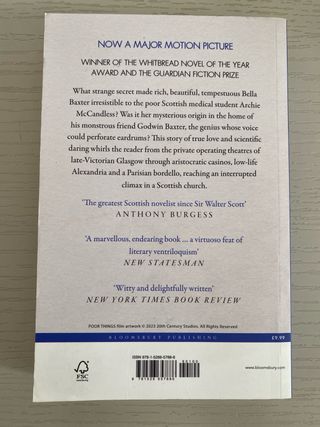 NOW A MAJOR MOTION PICTURE
WINNER OF THE WHITBREAD NOVEL OF THE YEAR
AWARD AND THE GUARDIAN FICTION PRIZE
What strange secret made rich, beautiful, tempestuous Bella
Baxter irresistible to the poor Scottish medical student Archie
McCandless? Was it her mysterious origin in the home of
his monstrous friend Godwin Baxter, the genius whose voice
could perforate eardrums? This story of true love and scientific
daring whirls the reader from the private operating theatres of
late-Victorian Glasgow through aristocratic casinos, low-life
Alexandria and a Parisian bordello, reaching an interrupted
climax in a Scottish church.
'The greatest Scottish novelist since Sir Walter Scott'
ANTHONY BURGESS
'A marvellous, endearing book ... a virtuoso feat of
literary ventriloquism'
NEW STATESMAN
'Witty and delightfully written'
NEW YORK TIMES BOOK REVIEW
POOR THINGS film artwork © 2023 20th Century Studios. All Rights Reserved
BLOOMSBURY PUBLISHING
£9.99
FSC
www.bloomsbury.com